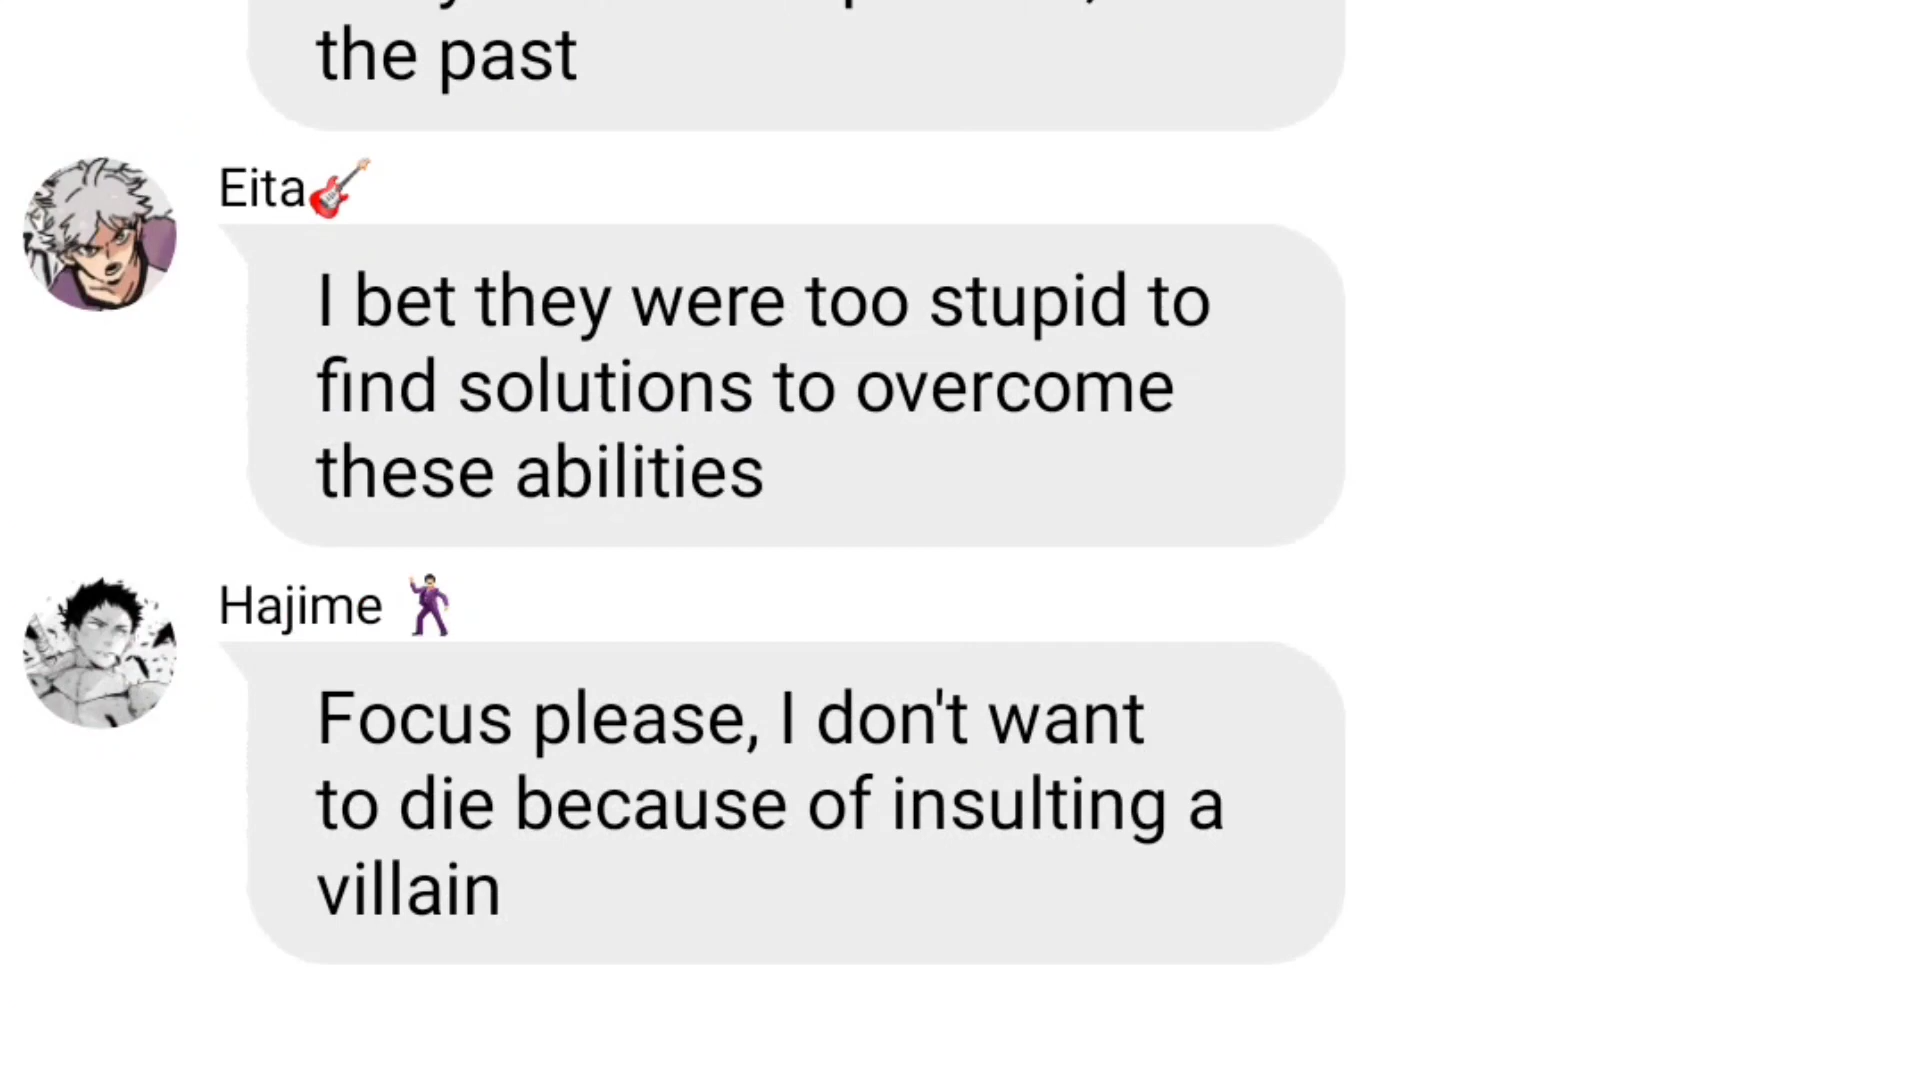 the past
Eita🎸
I bet they were too stupid to
find solutions to overcome
these abilities
Hajime 🕺
Focus please, I don't want
to die because of insulting a
villain